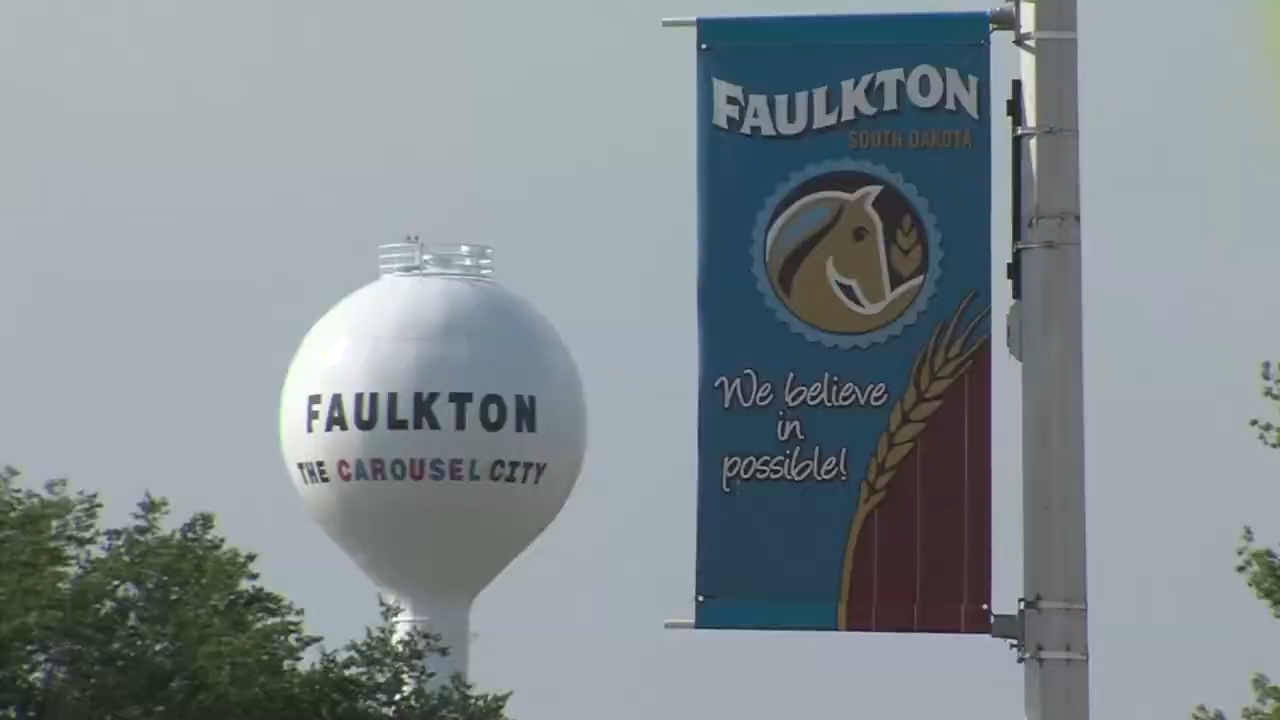 FAULKTON
THE CAROUSEL CITY
FAULKTON
SOUTH DAKOTA
We believe
in
possible!